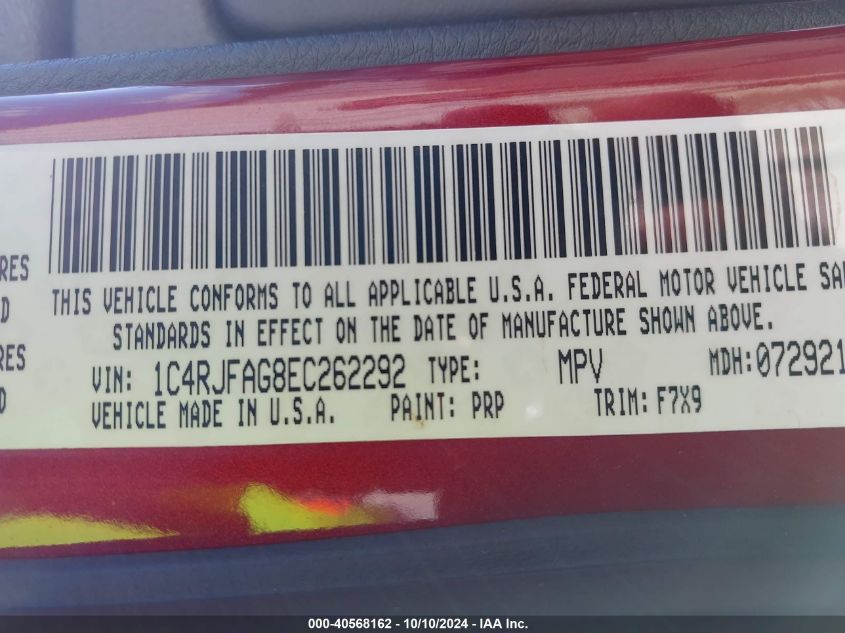 RES
D
RES
D
THIS VEHICLE CONFORMS TO ALL APPLICABLE U.S.A. FEDERAL MOTOR VEHICLE SA
STANDARDS IN EFFECT ON THE DATE OF MANUFACTURE SHOWN ABOVE.
VIN: 1C4RJFAG8EC262292 TYPE: MPV MDH:072921
VEHICLE MADE IN U.S.A. PAINT: PRP TRIM: F7X9
000-40568162 - 10/10/2024 - IAA Inc.